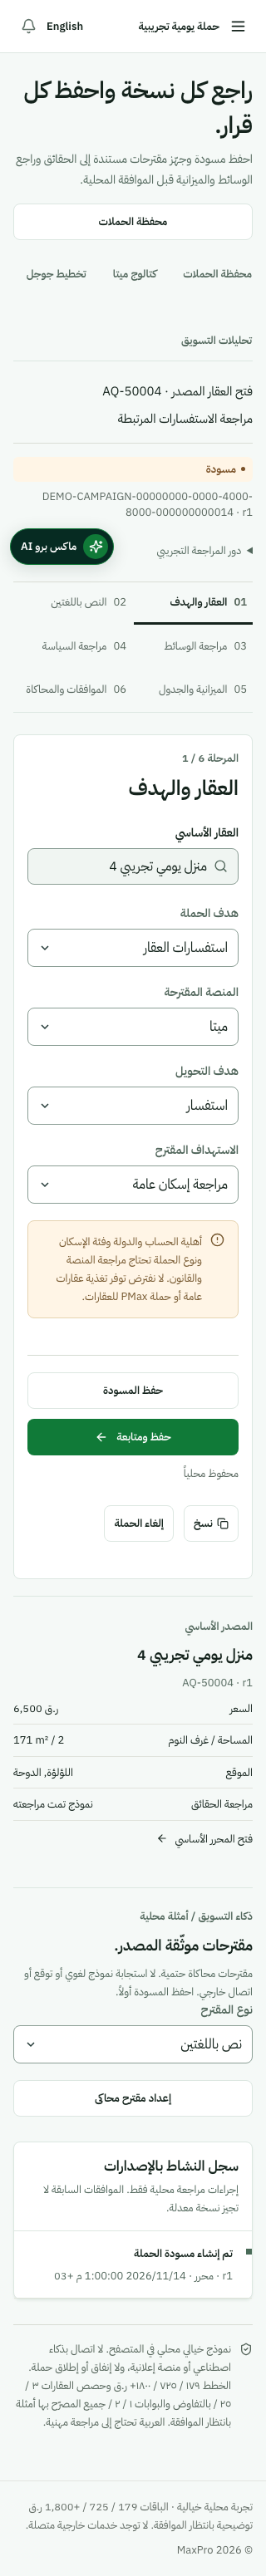 حملة يومية تجريبية
English
راجع كل نسخة واحفظ كل
قرار.
احفظ مسودة وجهّز مقترحات مستندة إلى الحقائق وراجع
الوسائط والميزانية قبل الموافقة المحلية.
محفظة الحملات
محفظة الحملات
كتالوج ميتا
تخطيط جوجل
تحليلات التسويق
فتح العقار المصدر · AQ-50004
مراجعة الاستفسارات المرتبطة
مسودة
DEMO-CAMPAIGN-00000000-0000-4000-
8000-000000000014 · r1
ماكس برو AI
دور المراجعة التجريبي
01 العقار والهدف
02 النص باللغتين
03 مراجعة الوسائط
04 مراجعة السياسة
05 الميزانية والجدول
06 الموافقات والمحاكاة
المرحلة 6 / 1
العقار والهدف
العقار الأساسي
منزل يومي تجريبي 4
هدف الحملة
استفسارات العقار
المنصة المقترحة
ميتا
هدف التحويل
استفسار
الاستهداف المقترح
مراجعة إسكان عامة
أهلية الحساب والدولة وفئة الإسكان
ونوع الحملة تحتاج مراجعة المنصة
والقانون. لا نفترض توفر تغذية عقارات
عامة أو حملة PMax للعقارات.
حفظ المسودة
حفظ ومتابعة
محفوظ محلياً
نسخ
إلغاء الحملة
المصدر الأساسي
منزل يومي تجريبي 4
AQ-50004 · r1
السعر
ر.ق 6,500
المساحة / غرف النوم
171 m² / 2
الموقع
اللؤلؤة, الدوحة
مراجعة الحقائق
نموذج تمت مراجعته
فتح المحرر الأساسي
ذكاء التسويق / أمثلة محلية
مقترحات موثّقة المصدر.
مقترحات محاكاة حتمية. لا استجابة نموذج لغوي أو توقع أو
اتصال خارجي. احفظ المسودة أولاً.
نوع المقترح
نص باللغتين
إعداد مقترح محاكى
سجل النشاط بالإصدارات
إجراءات مراجعة محلية فقط. الموافقات السابقة لا
تجيز نسخة معدلة.
تم إنشاء مسودة الحملة
r1 · محرر · 2026/11/14 1:00:00 م +03
نموذج خيالي محلي في المتصفح. لا اتصال بذكاء
اصطناعي أو منصة إعلانية، ولا إنفاق أو إطلاق حملة.
الخطط ١٧٩ / ٧٢٥ / ١٨٠٠+ ر.ق وحصص العقارات ٣ /
٢٥ / بالتفاوض والبوابات ١ / ٢ / جميع المصرّح بها أمثلة
بانتظار الموافقة. العربية تحتاج إلى مراجعة مهنية.
تجربة محلية خيالية · الباقات 179 / 725 / +1,800 ر.ق
توضيحية بانتظار الموافقة. لا توجد خدمات خارجية متصلة.
© 2026 MaxPro